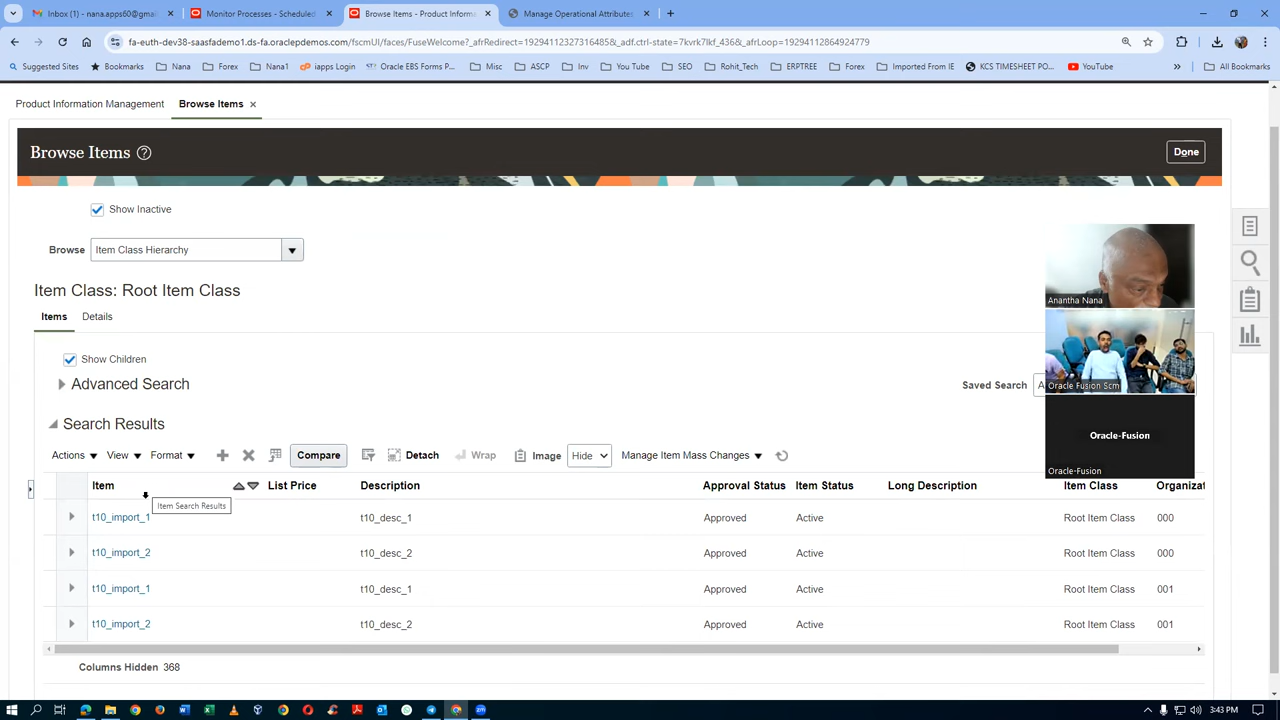 Inbox (1) - nana.apps60@gmai
Monitor Processes - Scheduled
Browse Items - Product Informa
Manage Operational Attributes
fa-euth-dev38-saasfademo1.ds-fa.oraclepdemos.com/fscmUI/faces/FuseWelcome?_afrRedirect=19294112327316485&_adf.ctrl-state=7kvrk7lkf_436&_afrLoop=19294112864924779
Suggested Sites
Bookmarks
Nana
Forex
Nana1
iapps Login
Oracle EBS Forms P...
Misc
ASCP
Inv
You Tube
SEO
Rohit_Tech
ERPTREE
Forex
Imported From IE
KCS TIMESHEET PO...
YouTube
»
All Bookmarks
Product Information Management
Browse Items
Browse Items
Done
Show Inactive
Browse
Item Class Hierarchy
Item Class: Root Item Class
Items
Details
Anantha Nana
Show Children
Advanced Search
Saved Search
A
Oracle Fusion Scm
Search Results
Oracle-Fusion
Actions
View
Format
Compare
Detach
Wrap
Image
Hide
Manage Item Mass Changes
Oracle-Fusion
Item
List Price
Description
Approval Status
Item Status
Long Description
Item Class
Organizat
Item Search Results
t10_import_1
t10_desc_1
Approved
Active
Root Item Class
000
t10_import_2
t10_desc_2
Approved
Active
Root Item Class
000
t10_import_1
t10_desc_1
Approved
Active
Root Item Class
001
t10_import_2
t10_desc_2
Approved
Active
Root Item Class
001
Columns Hidden 368
3:43 PM